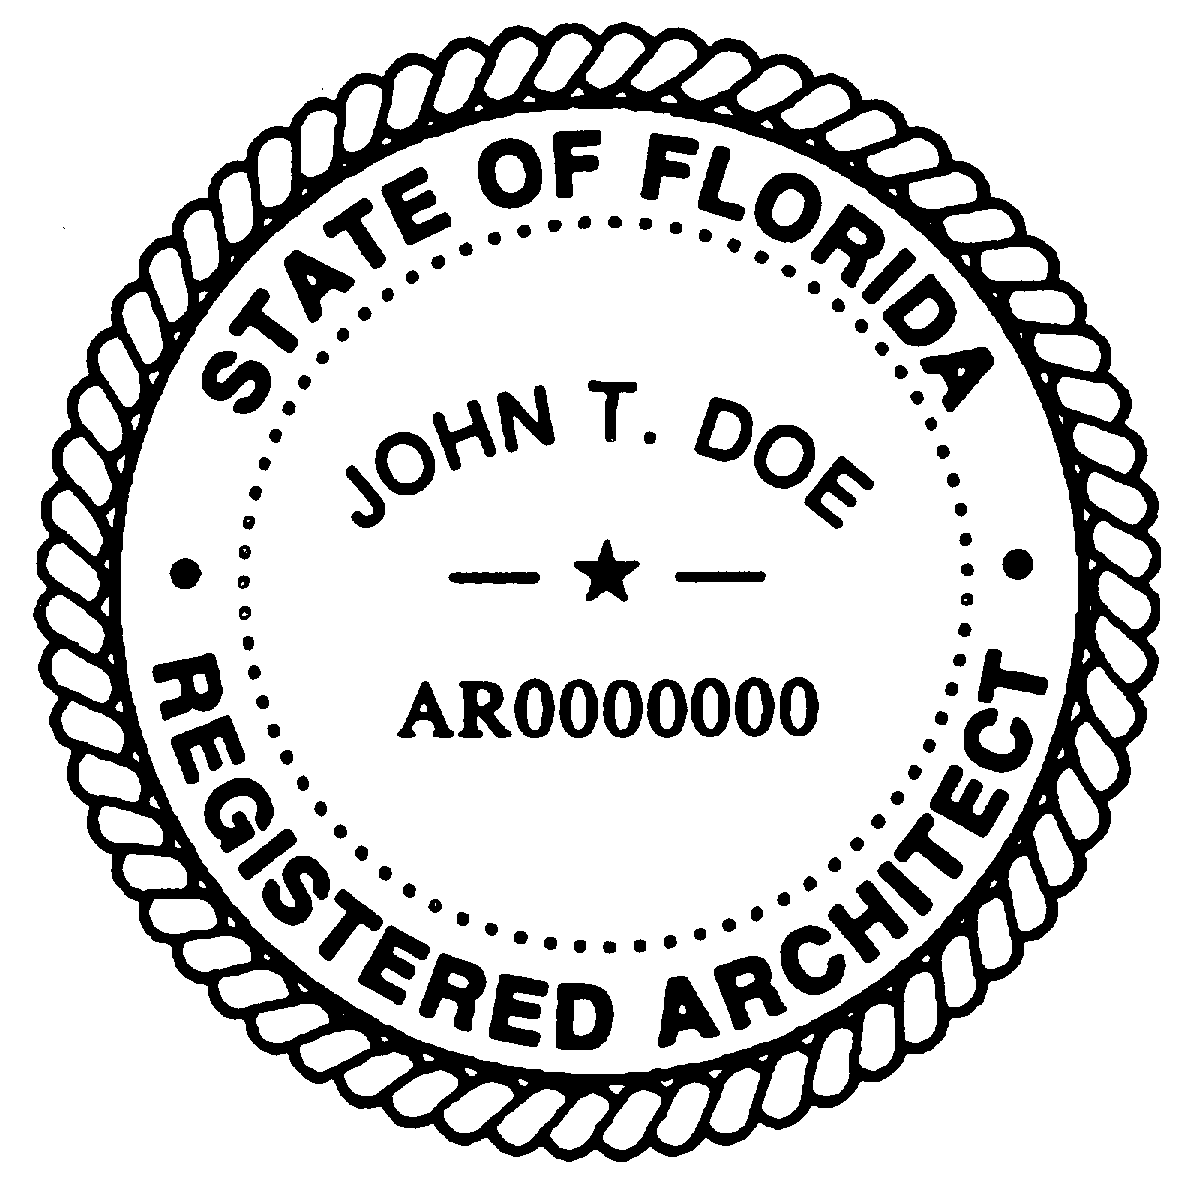 STATE OF FLORIDA
JOHN T. DOE
AR0000000
REGISTERED ARCHITECT